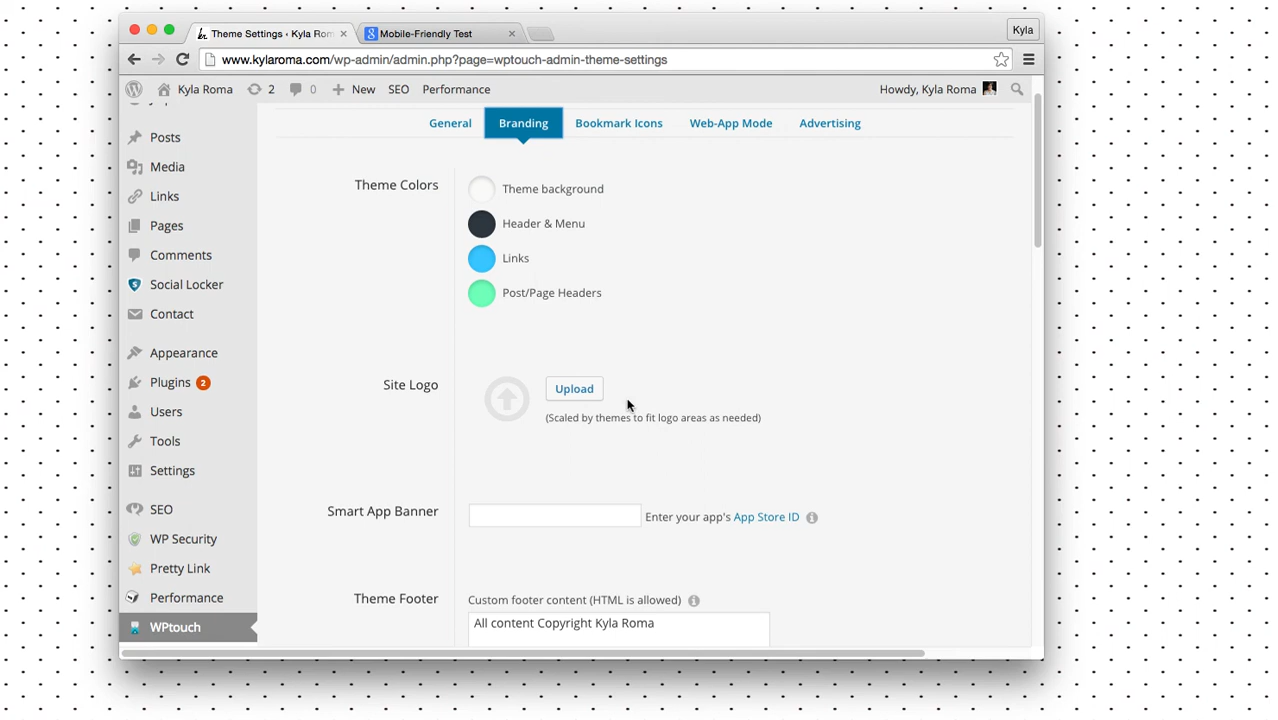 Theme Settings ‹ Kyla Rom
Mobile-Friendly Test
Kyla
www.kylaroma.com/wp-admin/admin.php?page=wptouch-admin-theme-settings
Kyla Roma 2 0 New SEO Performance Howdy, Kyla Roma
General Branding Bookmark Icons Web-App Mode Advertising
Posts
Media
Links
Pages
Comments
Social Locker
Contact
Appearance
Plugins 2
Users
Tools
Settings
SEO
WP Security
Pretty Link
Performance
WPtouch
Theme Colors
Theme background
Header & Menu
Links
Post/Page Headers
Site Logo
Upload
(Scaled by themes to fit logo areas as needed)
Smart App Banner
Enter your app's App Store ID
Theme Footer
Custom footer content (HTML is allowed)
All content Copyright Kyla Roma